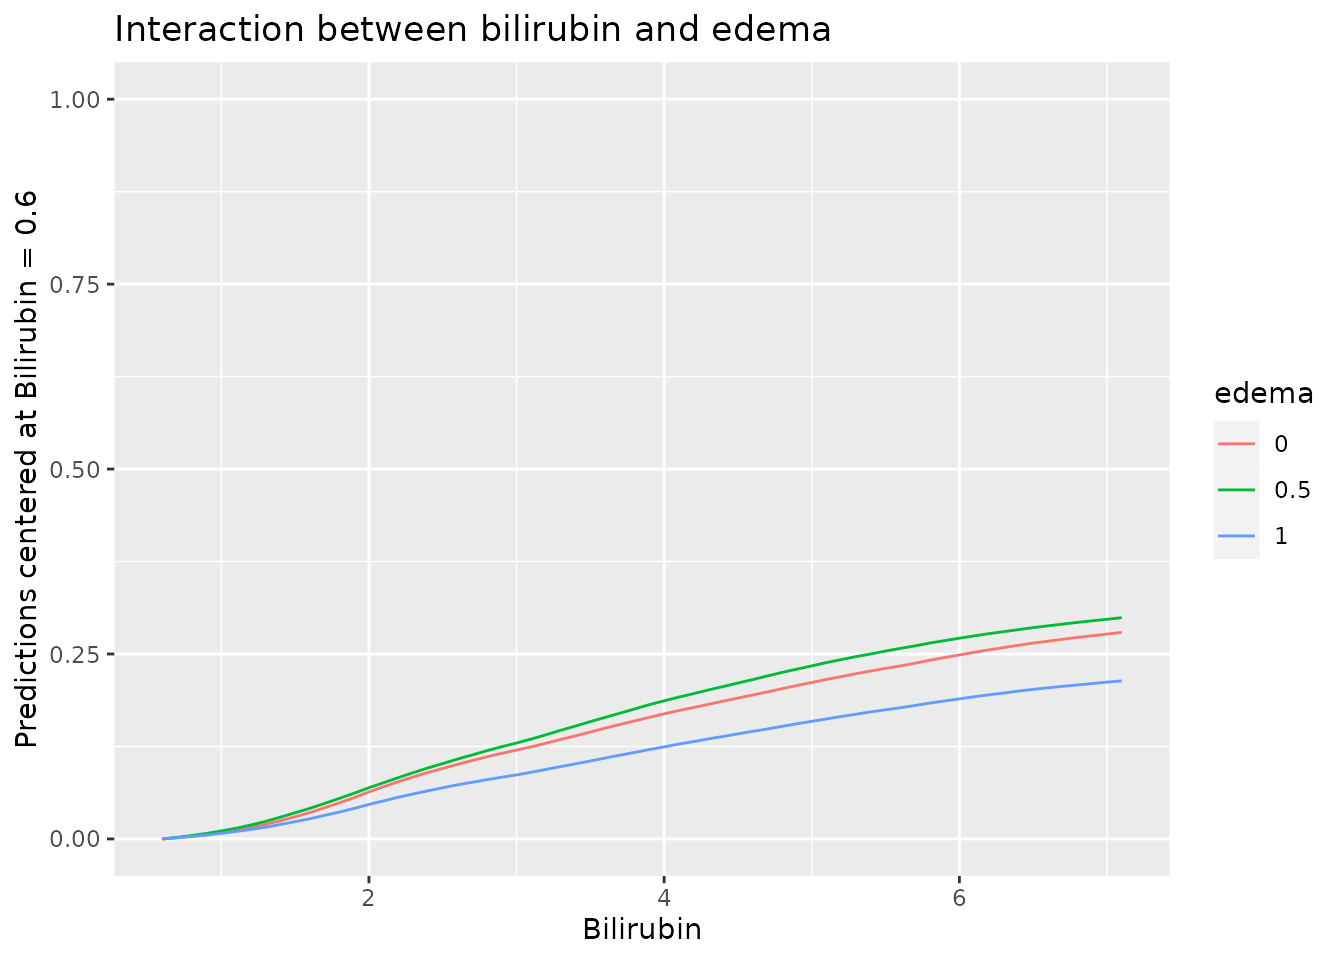 Interaction between bilirubin and edema
Predictions centered at Bilirubin = 0.6
1.00
0.75
0.50
0.25
0.00
2
4
6
Bilirubin
edema
0
0.5
1